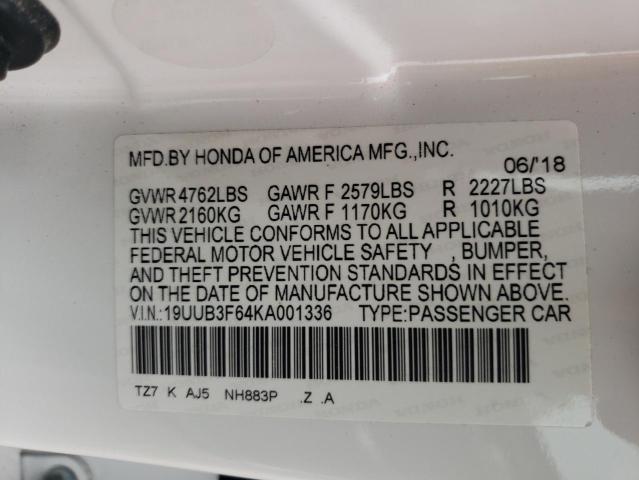 MFD.BY HONDA OF AMERICA MFG.,INC. 06/'18
GVWR 4762LBS GAWR F 2579LBS R 2227LBS
GVWR 2160KG GAWR F 1170KG R 1010KG
THIS VEHICLE CONFORMS TO ALL APPLICABLE
FEDERAL MOTOR VEHICLE SAFETY , BUMPER,
AND THEFT PREVENTION STANDARDS IN EFFECT
ON THE DATE OF MANUFACTURE SHOWN ABOVE.
V.I.N.:19UUB3F64KA001336 TYPE:PASSENGER CAR
TZ7 K AJ5 NH883P .Z .A